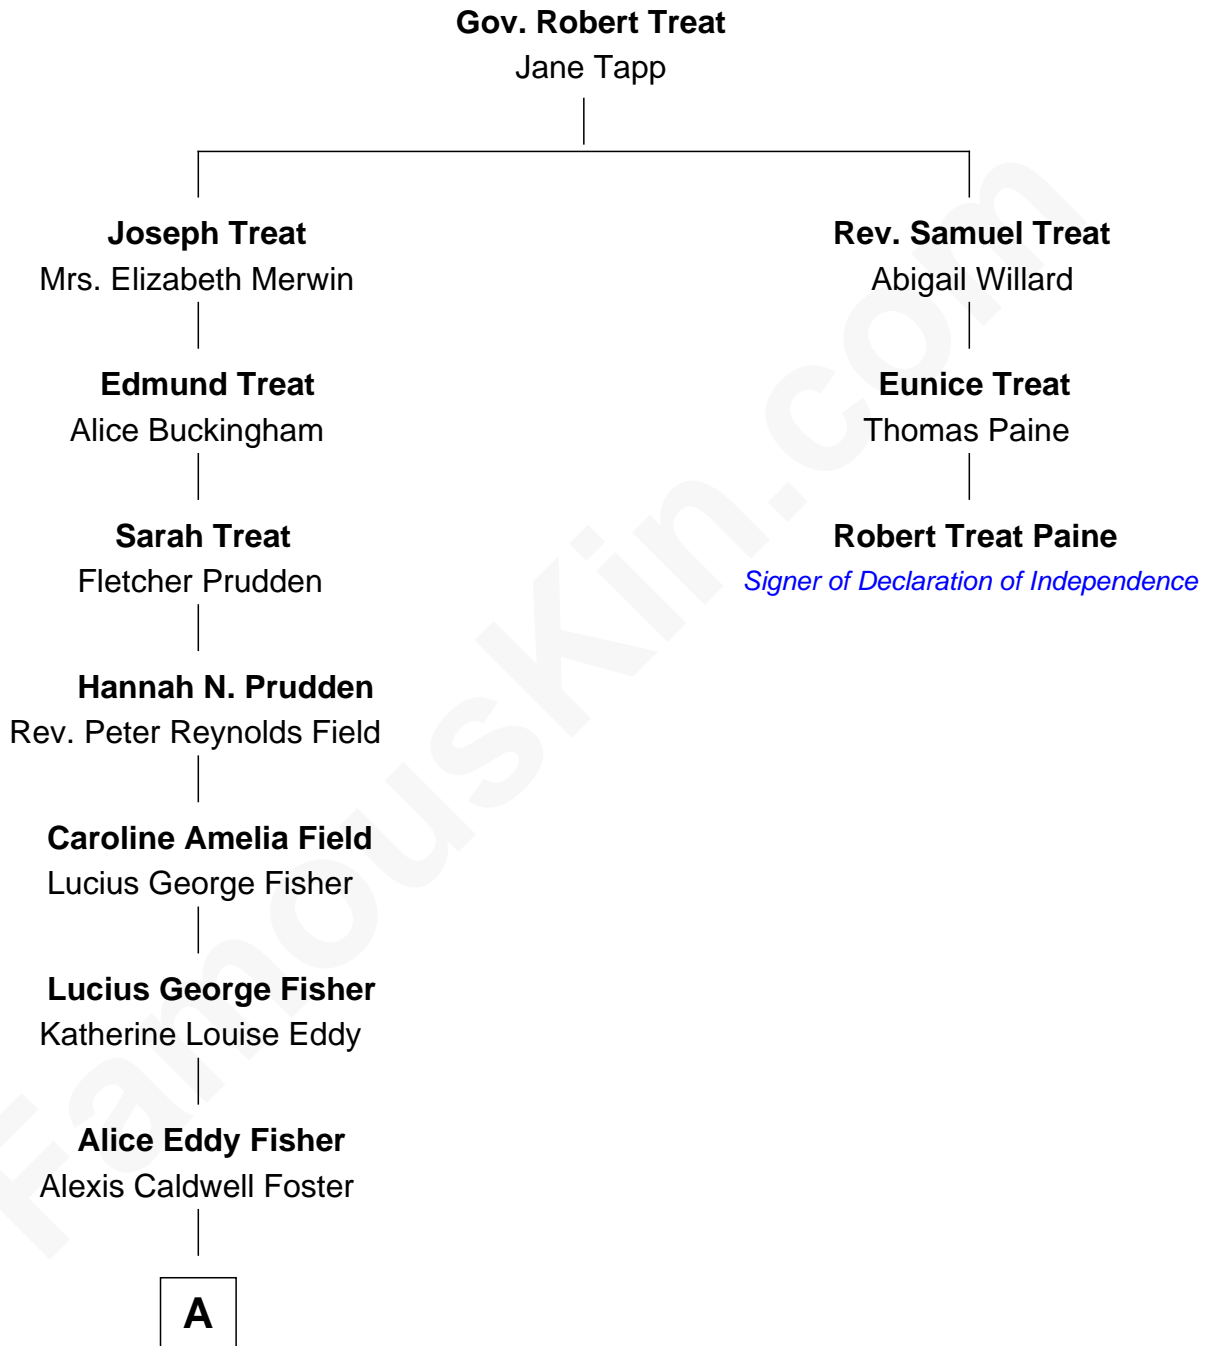 Gov. Robert Treat
Jane Tapp
Joseph Treat
Mrs. Elizabeth Merwin
Rev. Samuel Treat
Abigail Willard
Edmund Treat
Alice Buckingham
Eunice Treat
Thomas Paine
Sarah Treat
Fletcher Prudden
Robert Treat Paine
Signer of Declaration of Independence
Hannah N. Prudden
Rev. Peter Reynolds Field
Caroline Amelia Field
Lucius George Fisher
Lucius George Fisher
Katherine Louise Eddy
Alice Eddy Fisher
Alexis Caldwell Foster
A
FamousKin.com